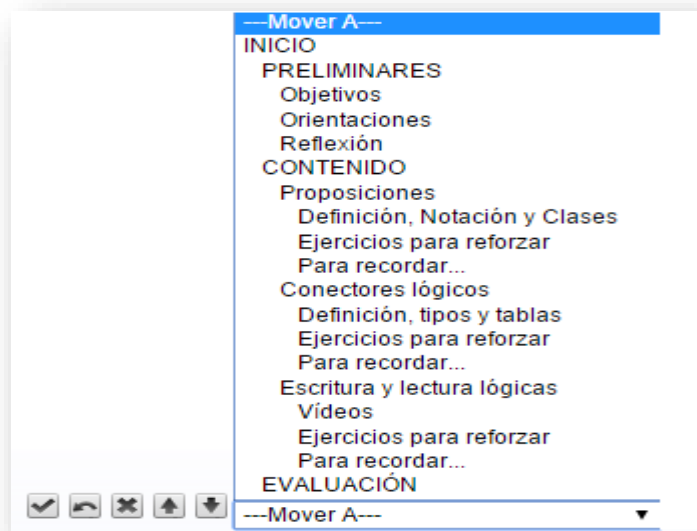 ---Mover A---
INICIO
PRELIMINARES
Objetivos
Orientaciones
Reflexión
CONTENIDO
Proposiciones
Definición, Notación y Clases
Ejercicios para reforzar
Para recordar...
Conectores lógicos
Definición, tipos y tablas
Ejercicios para reforzar
Para recordar...
Escritura y lectura lógicas
Vídeos
Ejercicios para reforzar
Para recordar...
EVALUACIÓN
---Mover A---